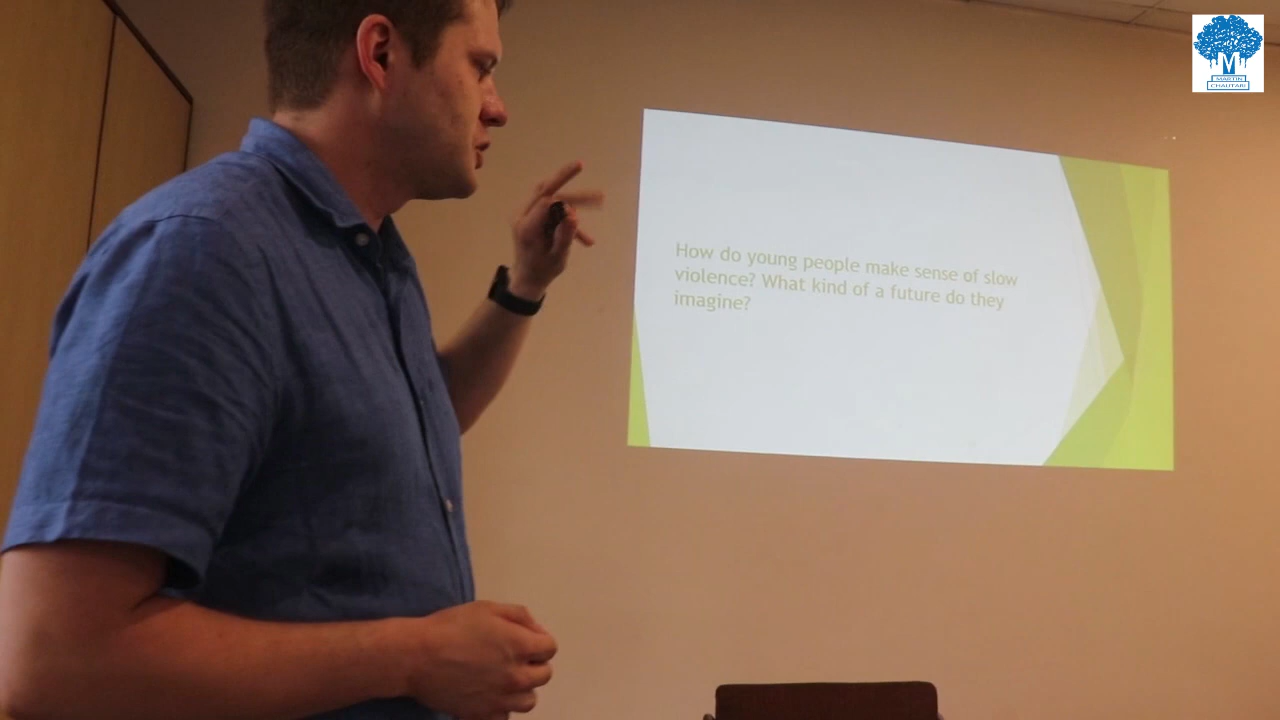 M
MARTIN
CHAUTARI
How do young people make sense of slow
violence? What kind of a future do they
imagine?